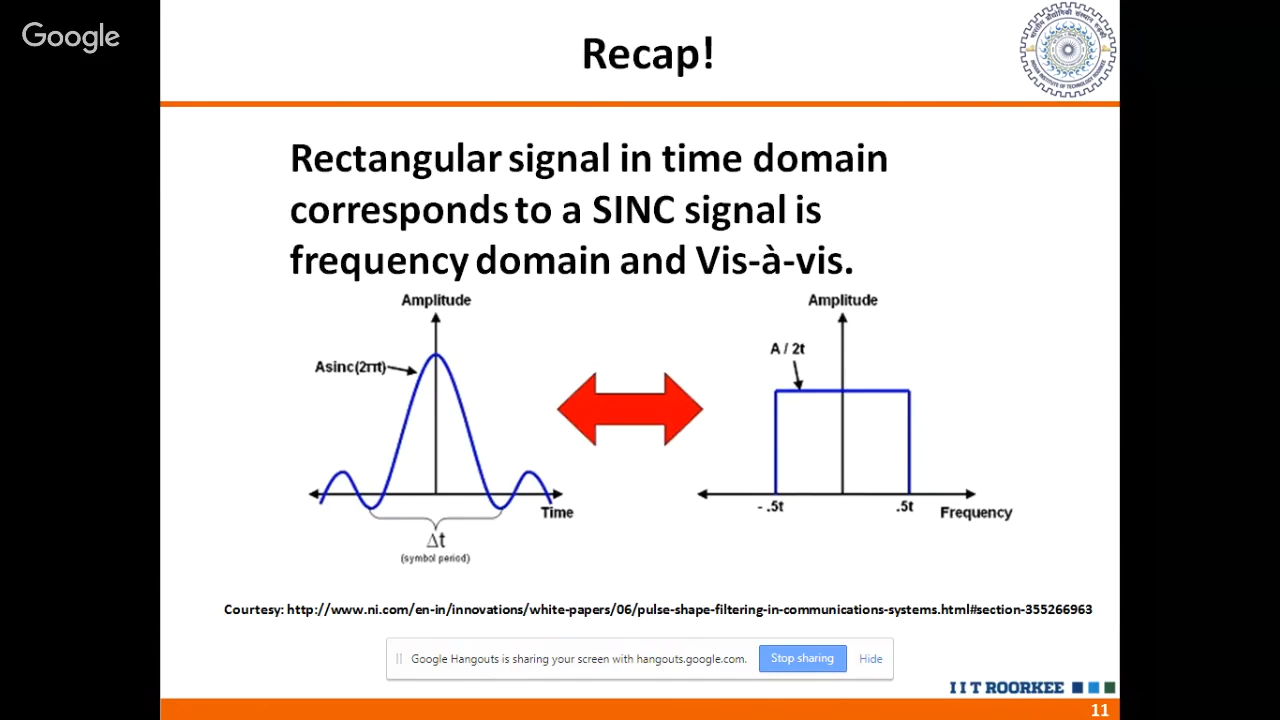 Google
Recap!
Rectangular signal in time domain
corresponds to a SINC signal is
frequency domain and Vis-à-vis.
Amplitude
Asinc(2πt)
Time
Δt
(symbol period)
Amplitude
A / 2t
- .5t
.5t
Frequency
Courtesy: http://www.ni.com/en-in/innovations/white-papers/06/pulse-shape-filtering-in-communications-systems.html#section-355266963
Google Hangouts is sharing your screen with hangouts.google.com.
Stop sharing
Hide
I I T ROORKEE
11